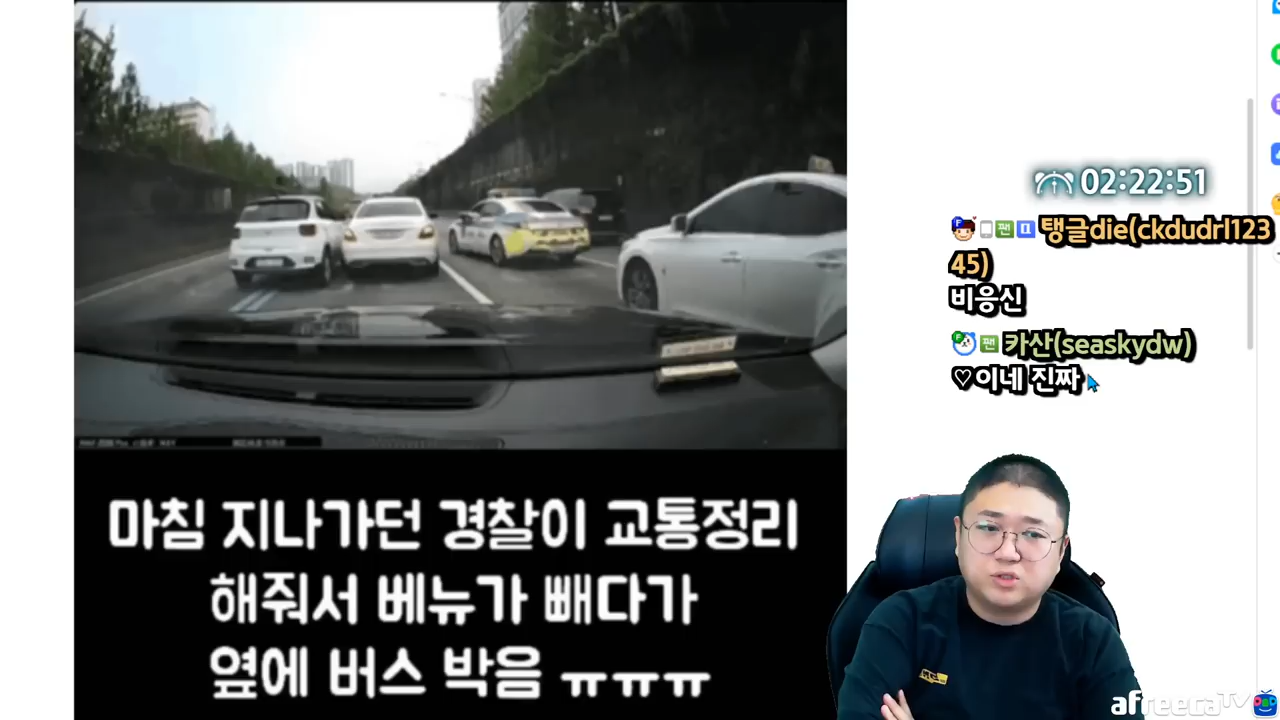 02:22:51
탱글die(ckdudrl123
45)
비응신
카산(seaskydw)
♡이네 진짜
마침 지나가던 경찰이 교통정리
해줘서 베뉴가 빼다가
옆에 버스 박음 ㅠㅠㅠ
afreecaTV